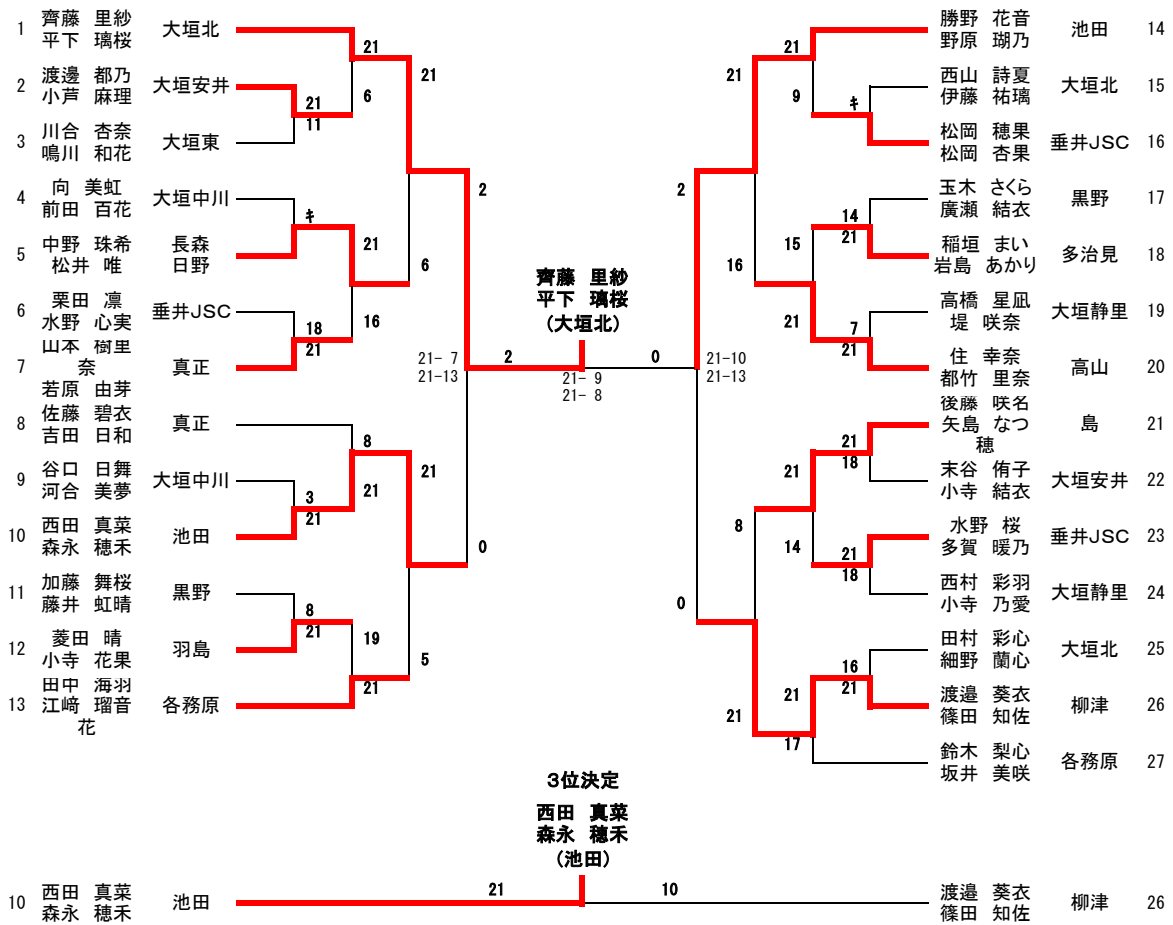 1 齊藤 里紗
平下 璃桜 大垣北
2 渡邊 都乃
小芦 麻理 大垣安井
3 川合 杏奈
鳴川 和花 大垣東
4 向 美虹
前田 百花 大垣中川
5 中野 珠希 長森
松井 唯 日野
6 栗田 凛
水野 心実 垂井JSC
7 山本 樹里
奈
若原 由芽 真正
8 佐藤 碧衣
吉田 日和 真正
9 谷口 日舞
河合 美夢 大垣中川
10 西田 真菜
森永 穂禾 池田
11 加藤 舞桜
藤井 虹晴 黒野
12 菱田 晴
小寺 花果 羽島
13 田中 海羽
江﨑 瑠音
花 各務原
21
6
21
11
キ
21
16
18
21
21
6
2
8
21
3
21
21
0
8
21
19
21
5
21- 7
21-13
2
齊藤 里紗
平下 璃桜
(大垣北)
21- 9
21- 8
0
21-10
21-13
21
9
キ
21
16
2
14
21
15
21
7
21
21
18
21
14
21
18
8
0
16
21
21
17
21
勝野 花音
野原 瑚乃 池田 14
西山 詩夏
伊藤 祐璃 大垣北 15
松岡 穂果
松岡 杏果 垂井JSC 16
玉木 さくら
廣瀬 結衣 黒野 17
稲垣 まい
岩島 あかり 多治見 18
高橋 星凪
堤 咲奈 大垣静里 19
住 幸奈
都竹 里奈 高山 20
後藤 咲名
矢島 なつ
穂 島 21
末谷 侑子
小寺 結衣 大垣安井 22
水野 桜
多賀 暖乃 垂井JSC 23
西村 彩羽
小寺 乃愛 大垣静里 24
田村 彩心
細野 蘭心 大垣北 25
渡邉 葵衣
篠田 知佐 柳津 26
鈴木 梨心
坂井 美咲 各務原 27
3位決定
西田 真菜
森永 穂禾
(池田)
10 西田 真菜
森永 穂禾 池田
21
10
渡邉 葵衣
篠田 知佐 柳津 26